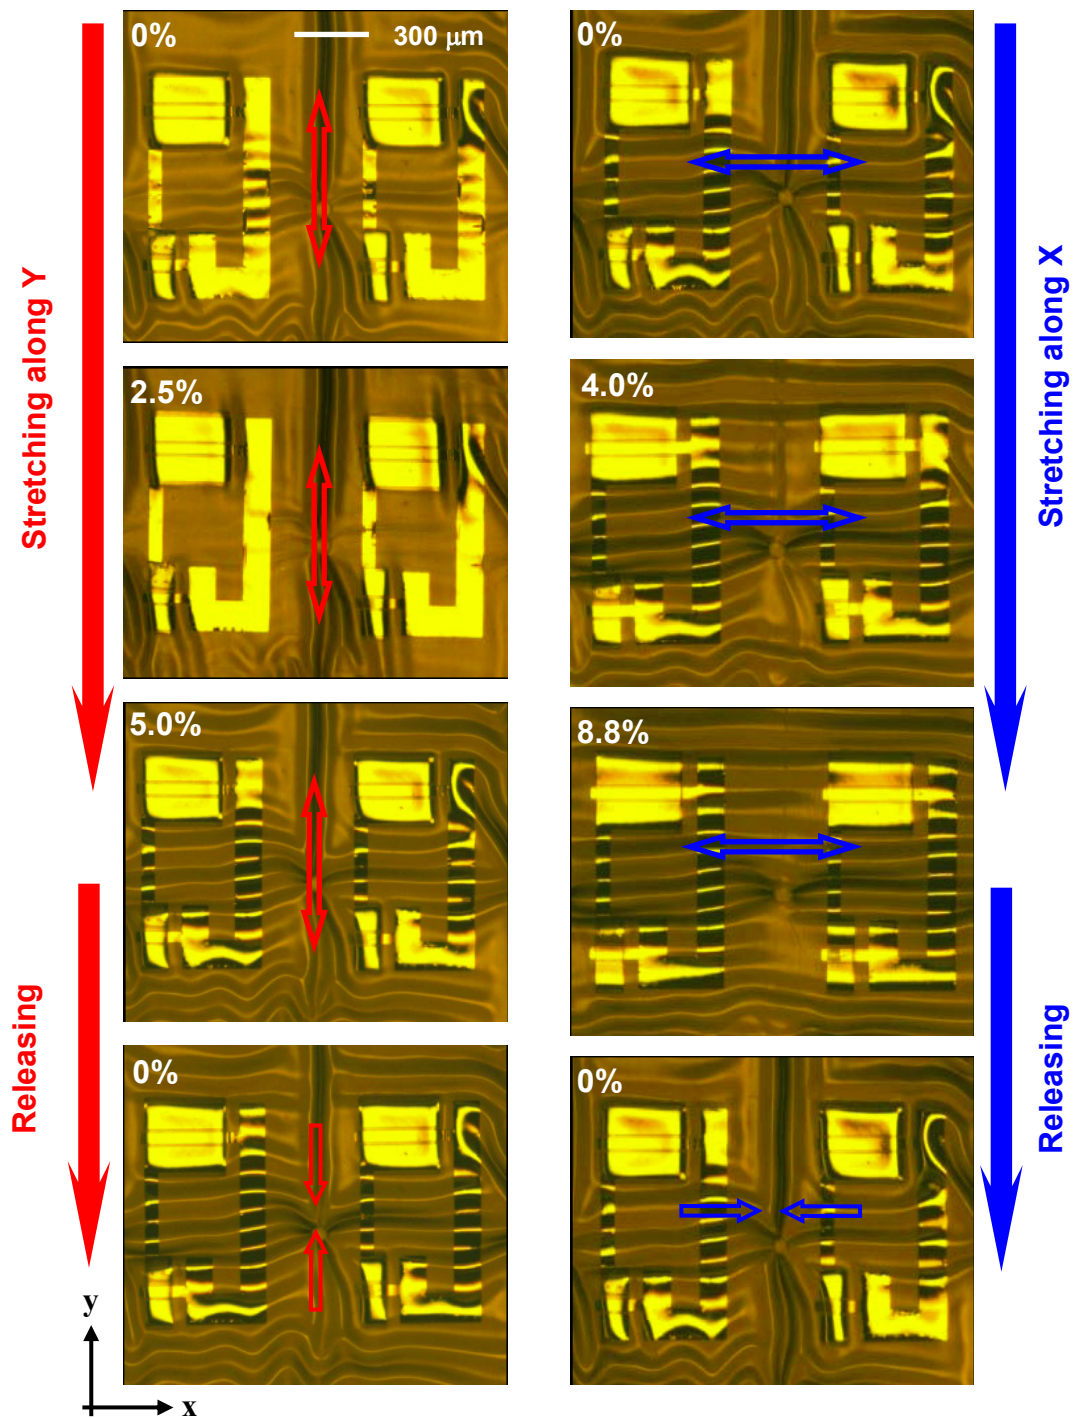 0%
300 μm
0%
Stretching along Y
Stretching along X
2.5%
4.0%
5.0%
8.8%
Releasing
Releasing
0%
0%
y
x